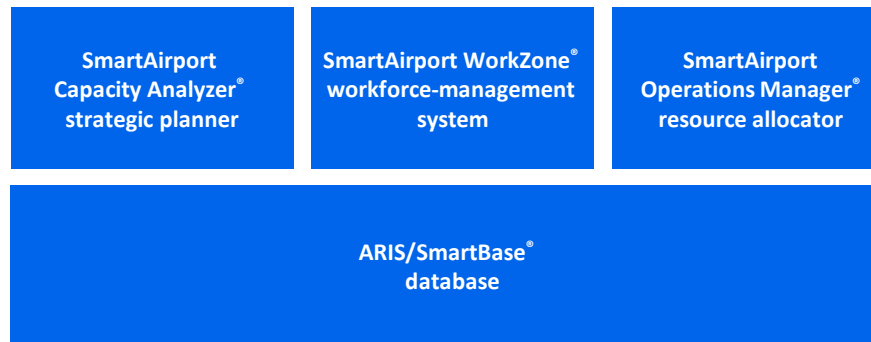 SmartAirport
Capacity Analyzer®
strategic planner
SmartAirport WorkZone®
workforce-management
system
SmartAirport
Operations Manager®
resource allocator
ARIS/SmartBase®
database